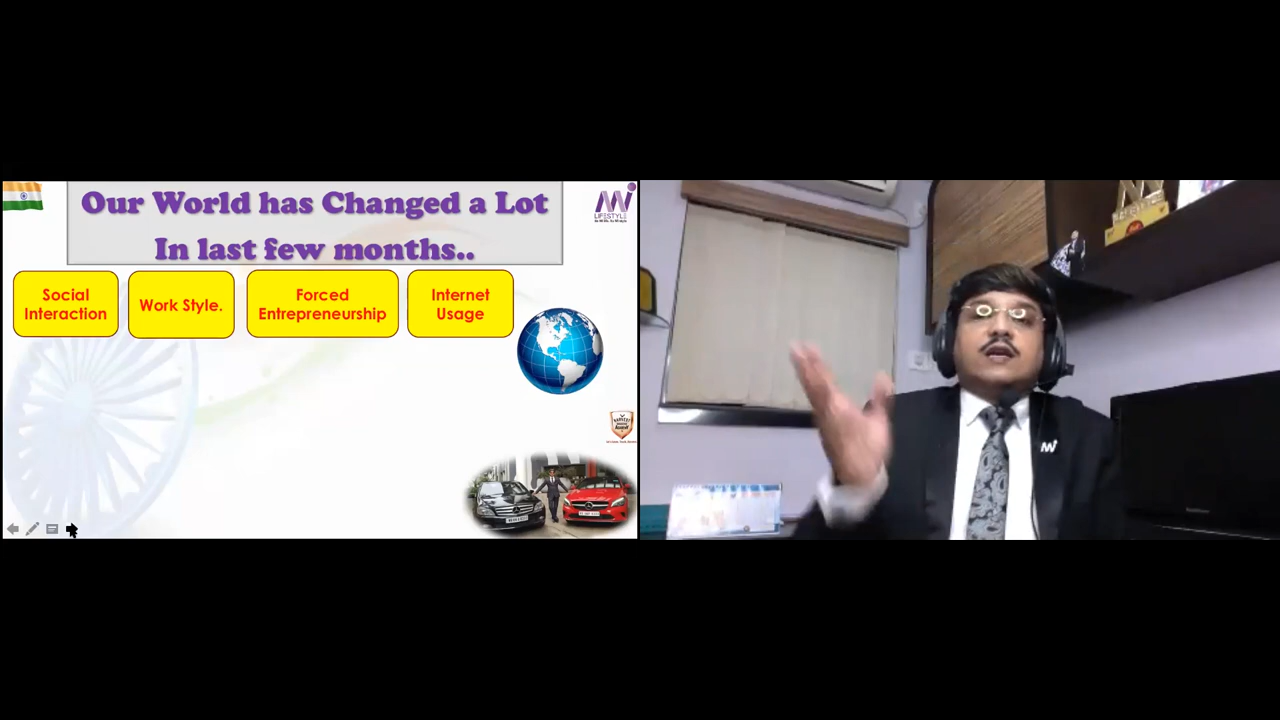 Our World has Changed a Lot
In last few months..
Social
Interaction
Work Style.
Forced
Entrepreneurship
Internet
Usage
LIFESTYLE